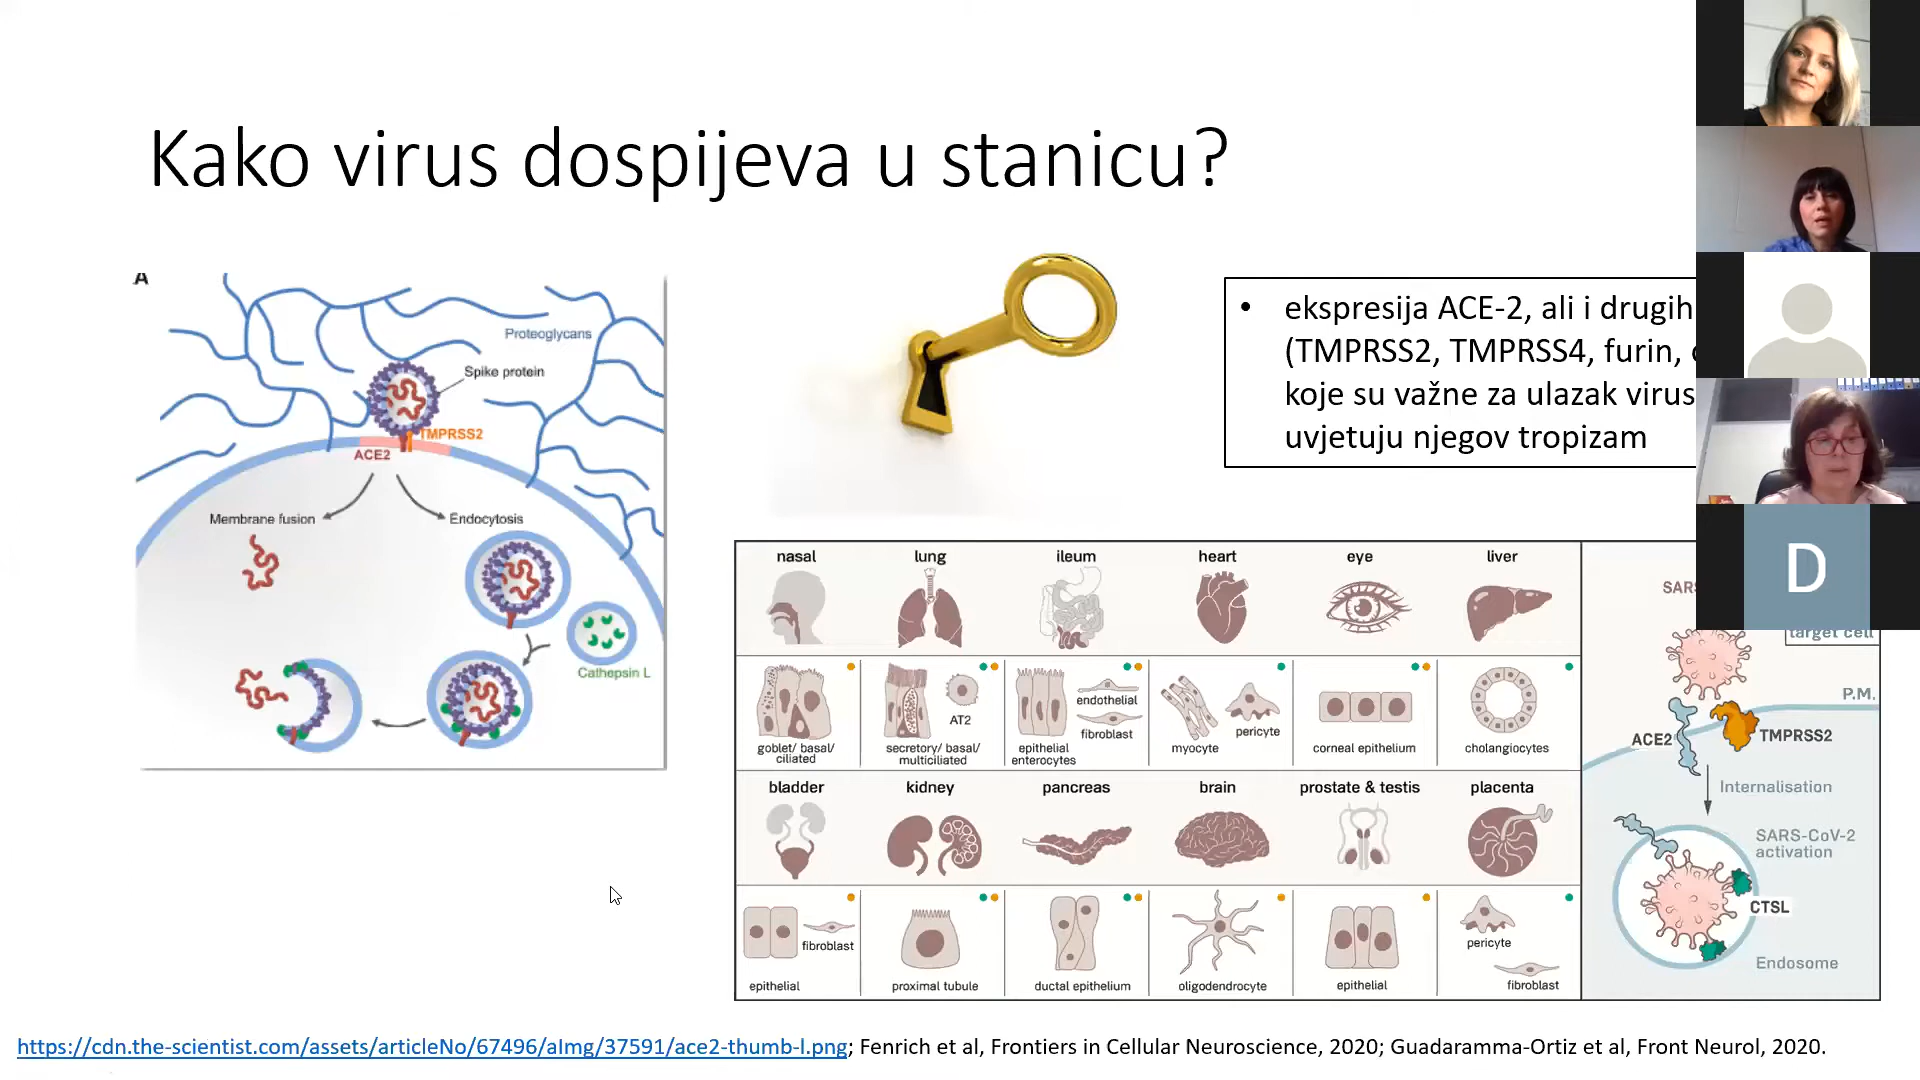 Kako virus dospijeva u stanicu?
A
Proteoglycans
Spike protein
TMPRSS2
ACE2
Membrane fusion
Endocytosis
Cathepsin L
• ekspresija ACE-2, ali i drugih
(TMPRSS2, TMPRSS4, furin,
koje su važne za ulazak virus
uvjetuju njegov tropizam
nasal lung ileum heart eye liver
goblet/ basal/
ciliated
AT2
secretory/ basal/
multiciliated
endothelial
fibroblast
epithelial
enterocytes
pericyte
myocyte
corneal epithelium
cholangiocytes
bladder kidney pancreas brain prostate & testis placenta
fibroblast
epithelial
proximal tubule
ductal epithelium
oligodendrocyte
epithelial
pericyte
fibroblast
SARS
target cell
P.M.
ACE2
TMPRSS2
Internalisation
SARS-CoV-2
activation
CTSL
Endosome
D
https://cdn.the-scientist.com/assets/articleNo/67496/aImg/37591/ace2-thumb-l.png; Fenrich et al, Frontiers in Cellular Neuroscience, 2020; Guadaramma-Ortiz et al, Front Neurol, 2020.